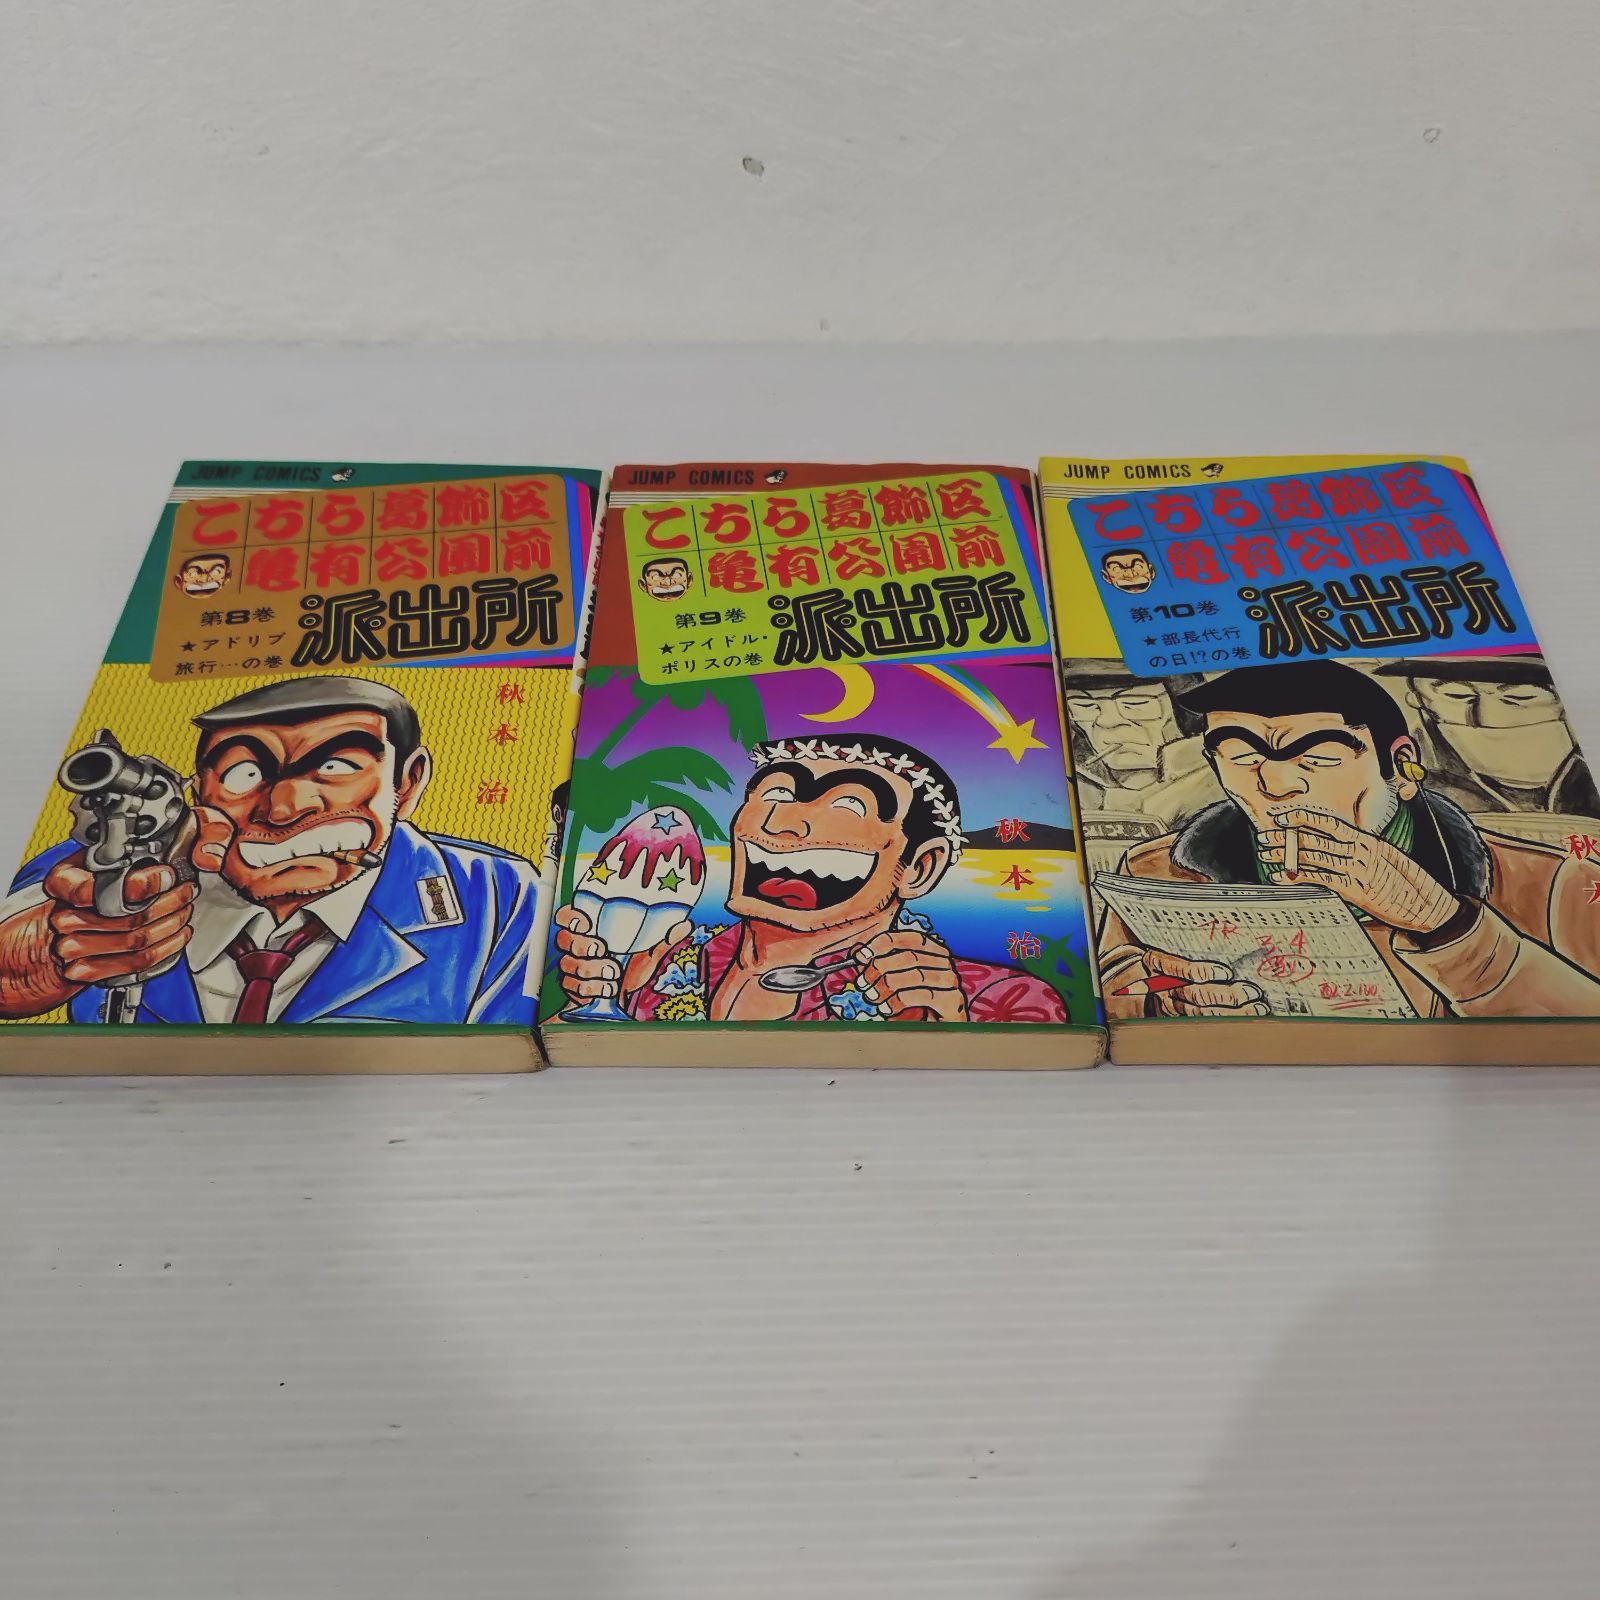 JUMP COMICS
こちら葛飾区
亀有公園前
派出所
第8巻
★アドリブ
旅行…の巻
秋本治
JUMP COMICS
こちら葛飾区
亀有公園前
派出所
第9巻
★アイドル・
ポリスの巻
秋本治
JUMP COMICS
こちら葛飾区
亀有公園前
派出所
第10巻
★部長代行
の日!?の巻
秋
7R 3 4